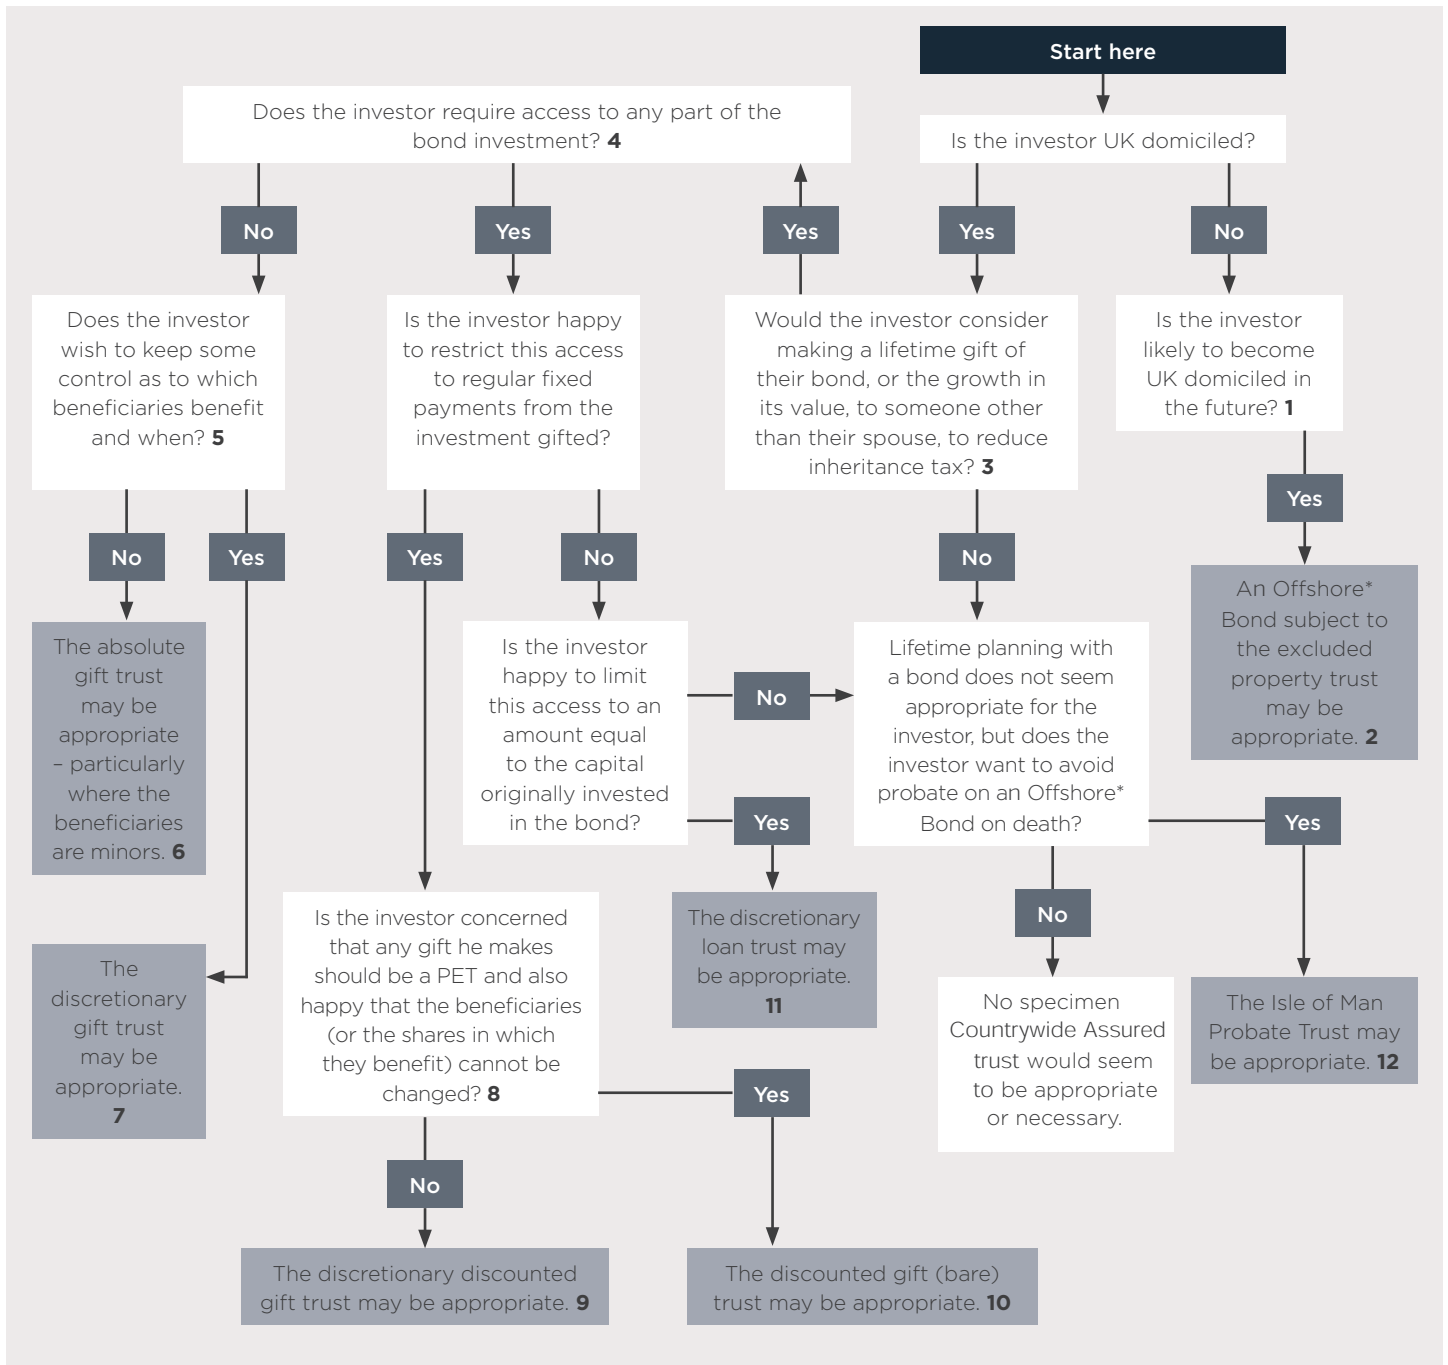 Start here
Does the investor require access to any part of the
bond investment? 4
Is the investor UK domiciled?
No
Yes
Yes
Yes
No
Does the investor
wish to keep some
control as to which
beneficiaries benefit
and when? 5
Is the investor happy
to restrict this access
to regular fixed
payments from the
investment gifted?
Would the investor consider
making a lifetime gift of
their bond, or the growth in
its value, to someone other
than their spouse, to reduce
inheritance tax? 3
Is the investor
likely to become
UK domiciled in
the future? 1
Yes
No
Yes
Yes
No
No
An Offshore*
Bond subject to
the excluded
property trust
may be
appropriate. 2
The absolute
gift trust
may be
appropriate
– particularly
where the
beneficiaries
are minors. 6
Is the investor
happy to limit
this access to an
amount equal
to the capital
originally invested
in the bond?
No
Yes
Lifetime planning with
a bond does not seem
appropriate for the
investor, but does the
investor want to avoid
probate on an Offshore*
Bond on death?
Yes
No
The
discretionary
gift trust
may be
appropriate.
7
Is the investor concerned
that any gift he makes
should be a PET and also
happy that the beneficiaries
(or the shares in which
they benefit) cannot be
changed? 8
The discretionary
loan trust may
be appropriate.
11
No specimen
Countrywide Assured
trust would seem
to be appropriate
or necessary.
The Isle of Man
Probate Trust may
be appropriate. 12
Yes
No
The discretionary discounted
gift trust may be appropriate. 9
The discounted gift (bare)
trust may be appropriate. 10